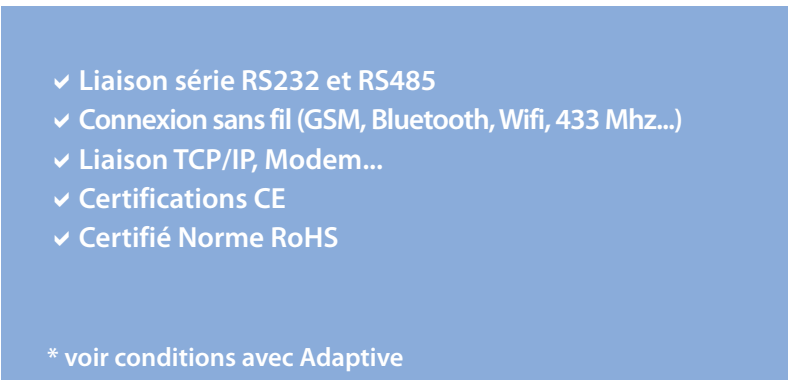 ✓ Liaison série RS232 et RS485
✓ Connexion sans fil (GSM, Bluetooth, Wifi, 433 Mhz...)
✓ Liaison TCP/IP, Modem...
✓ Certifications CE
✓ Certifié Norme RoHS
* voir conditions avec Adaptive